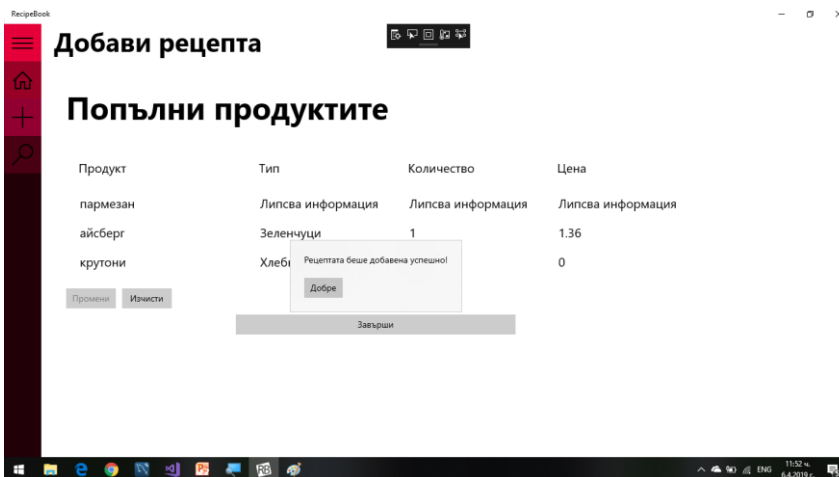 RecipeBook
Добави рецепта
Попълни продуктите
Продукт Тип Количество Цена
пармезан Липсва информация Липсва информация Липсва информация
айсберг Зеленчуци 1 1.36
крутони 0
Рецептата беше добавена успешно!
Добре
Промени Изчисти
Завърши
RB
ENG 11:52 ч.
6.4.2019 г.